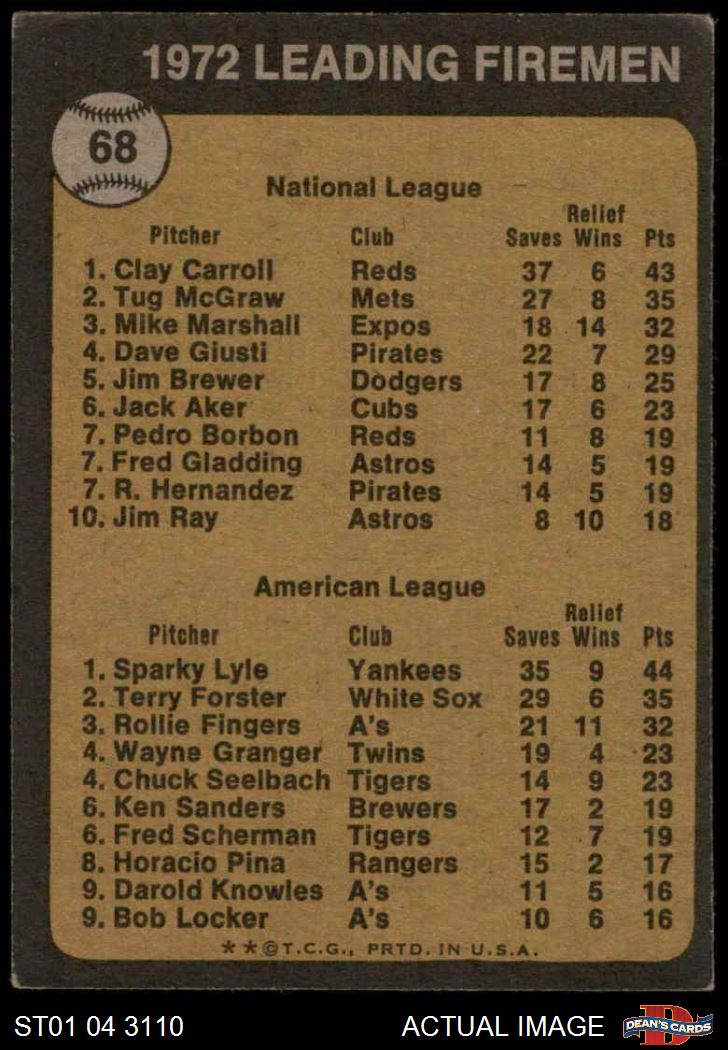 1972 LEADING FIREMEN
68
National League
Relief
Pitcher Club Saves Wins Pts
1. Clay Carroll Reds 37 6 43
2. Tug McGraw Mets 27 8 35
3. Mike Marshall Expos 18 14 32
4. Dave Giusti Pirates 22 7 29
5. Jim Brewer Dodgers 17 8 25
6. Jack Aker Cubs 17 6 23
7. Pedro Borbon Reds 11 8 19
7. Fred Gladding Astros 14 5 19
7. R. Hernandez Pirates 14 5 19
10. Jim Ray Astros 8 10 18
American League
Relief
Pitcher Club Saves Wins Pts
1. Sparky Lyle Yankees 35 9 44
2. Terry Forster White Sox 29 6 35
3. Rollie Fingers A's 21 11 32
4. Wayne Granger Twins 19 4 23
4. Chuck Seelbach Tigers 14 9 23
6. Ken Sanders Brewers 17 2 19
6. Fred Scherman Tigers 12 7 19
8. Horacio Pina Rangers 15 2 17
9. Darold Knowles A's 11 5 16
9. Bob Locker A's 10 6 16
* * © T.C.G., PRTD. IN U.S.A.
ST01 04 3110 ACTUAL IMAGE D DEAN'S CARDS